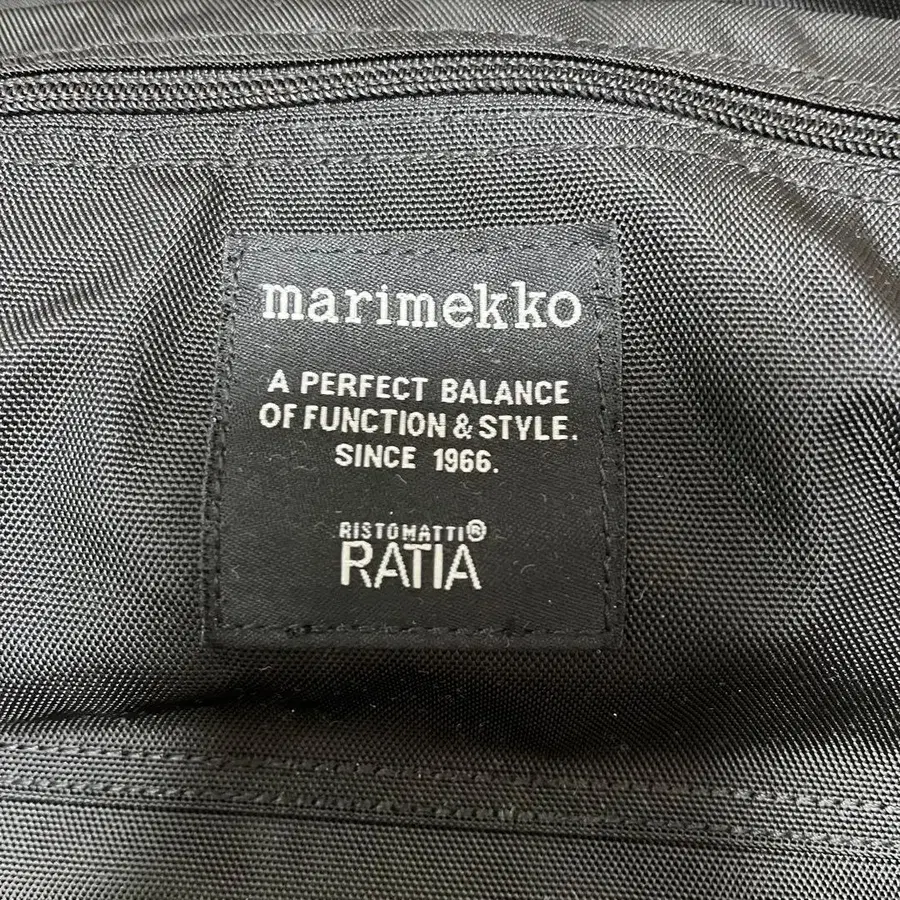 marimekko
A PERFECT BALANCE
OF FUNCTION & STYLE.
SINCE 1966.
RISTOMATTI®
RATIA